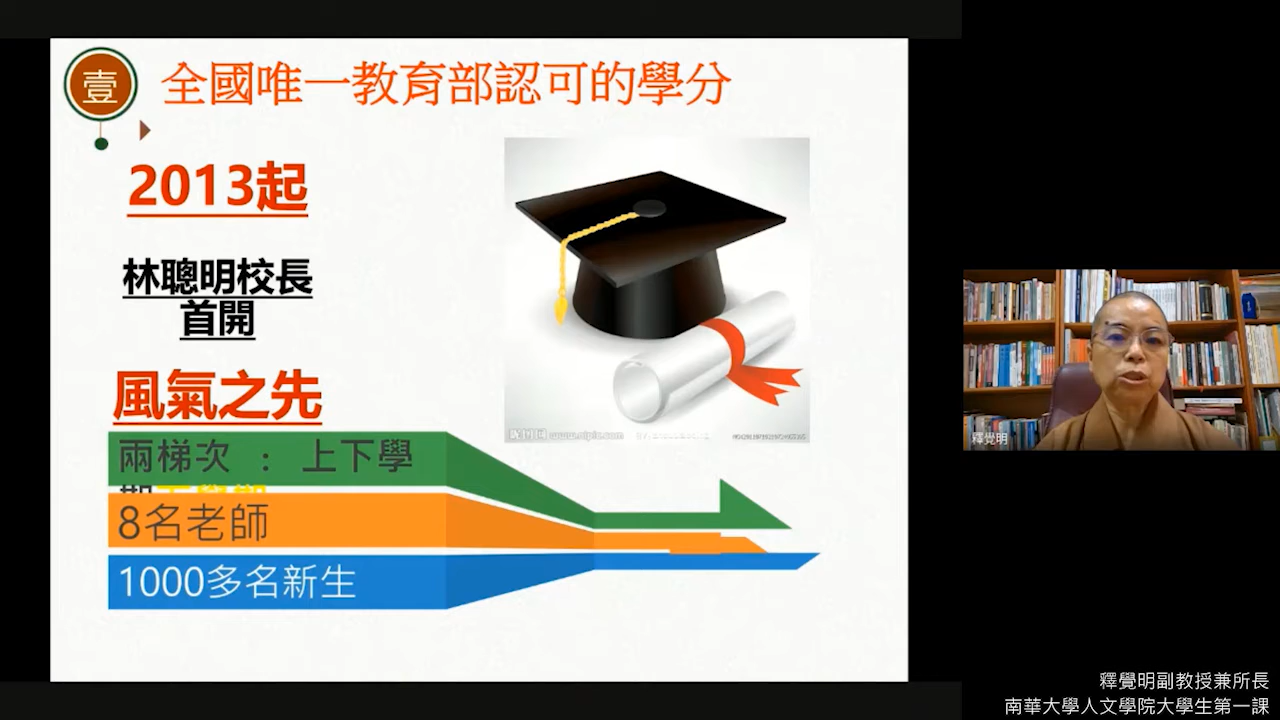 壹
全國唯一教育部認可的學分
2013起
林聰明校長
首開
風氣之先
兩梯次 : 上下學
8名老師
1000多名新生
www.nipic.com
釋覺明
釋覺明副教授兼所長
南華大學人文學院大學生第一課